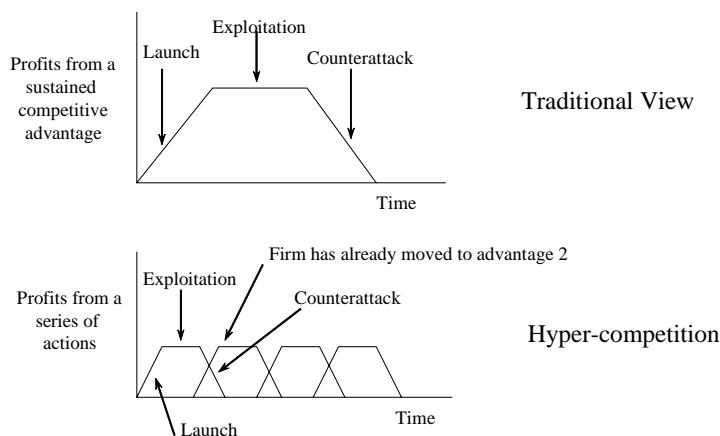 Exploitation
Launch
Counterattack
Profits from a
sustained
competitive
advantage
Traditional View
Time
Firm has already moved to advantage 2
Exploitation
Counterattack
Profits from a
series of
actions
Hyper-competition
Time
Launch